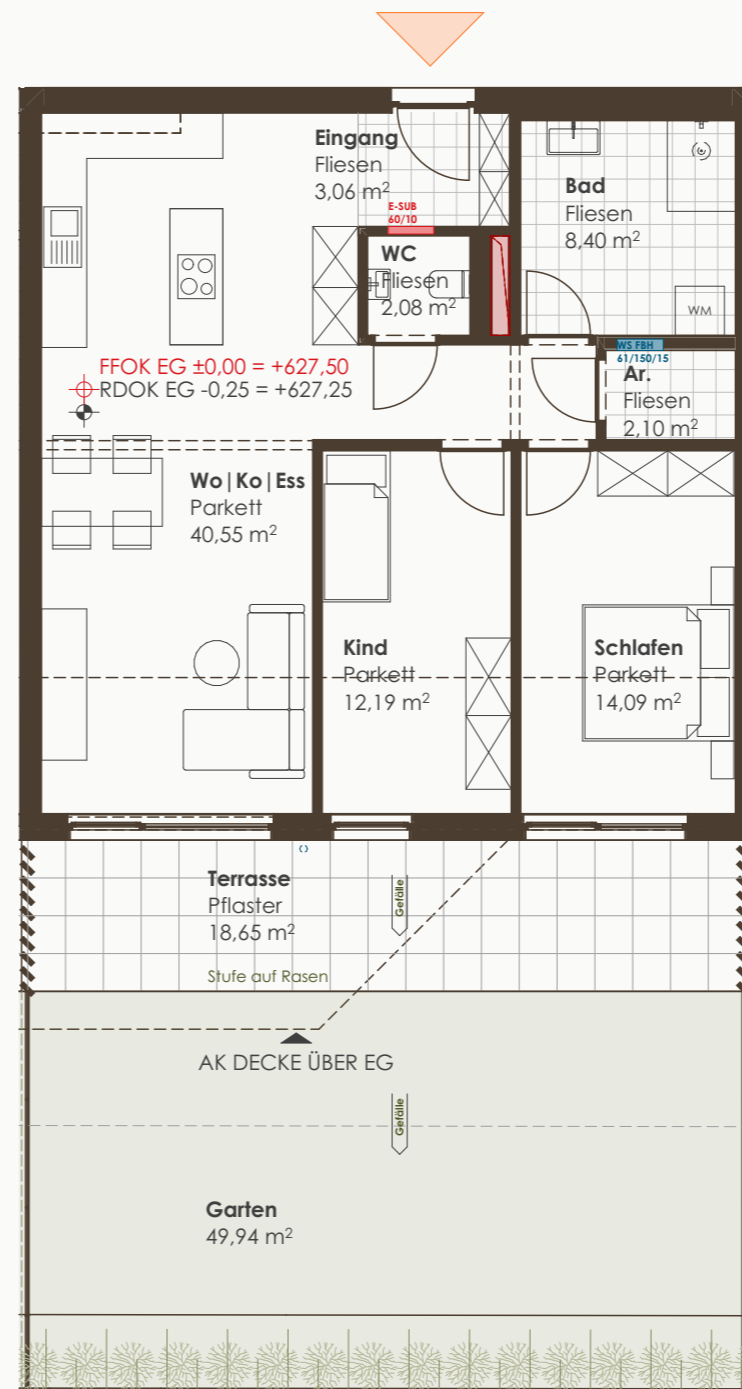 Eingang
Fliesen
3,06 m²
E-SUB
60/10
Bad
Fliesen
8,40 m²
WC
Fliesen
2,08 m²
WM
FFOK EG ±0,00 = +627,50
RDOK EG -0,25 = +627,25
WS FBH
61/150/15
Ar.
Fliesen
2,10 m²
Wo|Ko|Ess
Parkett
40,55 m²
Kind
Parkett
12,19 m²
Schlafen
Parkett
14,09 m²
Terrasse
Pflaster
18,65 m²
Gefälle
Stufe auf Rasen
AK DECKE ÜBER EG
Gefälle
Garten
49,94 m²